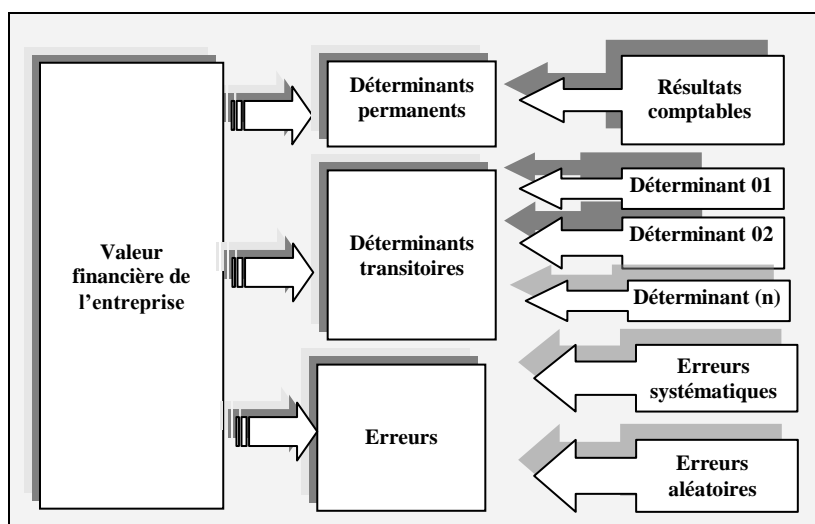 Valeur
financière de
l'entreprise
Déterminants
permanents
Résultats
comptables
Déterminants
transitoires
Déterminant 01
Déterminant 02
Déterminant (n)
Erreurs
Erreurs
systématiques
Erreurs
aléatoires